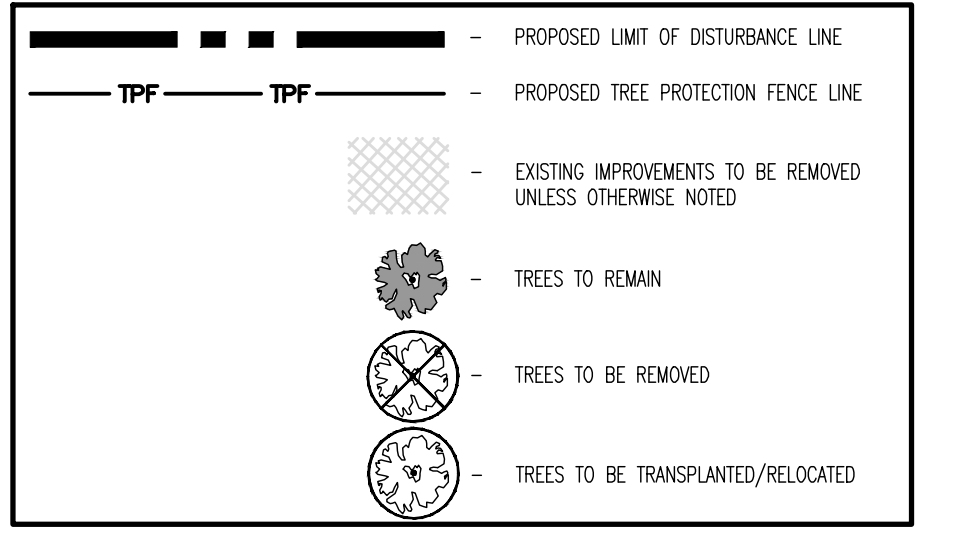 - PROPOSED LIMIT OF DISTURBANCE LINE
TPF TPF - PROPOSED TREE PROTECTION FENCE LINE
- EXISTING IMPROVEMENTS TO BE REMOVED
UNLESS OTHERWISE NOTED
- TREES TO REMAIN
- TREES TO BE REMOVED
- TREES TO BE TRANSPLANTED/RELOCATED